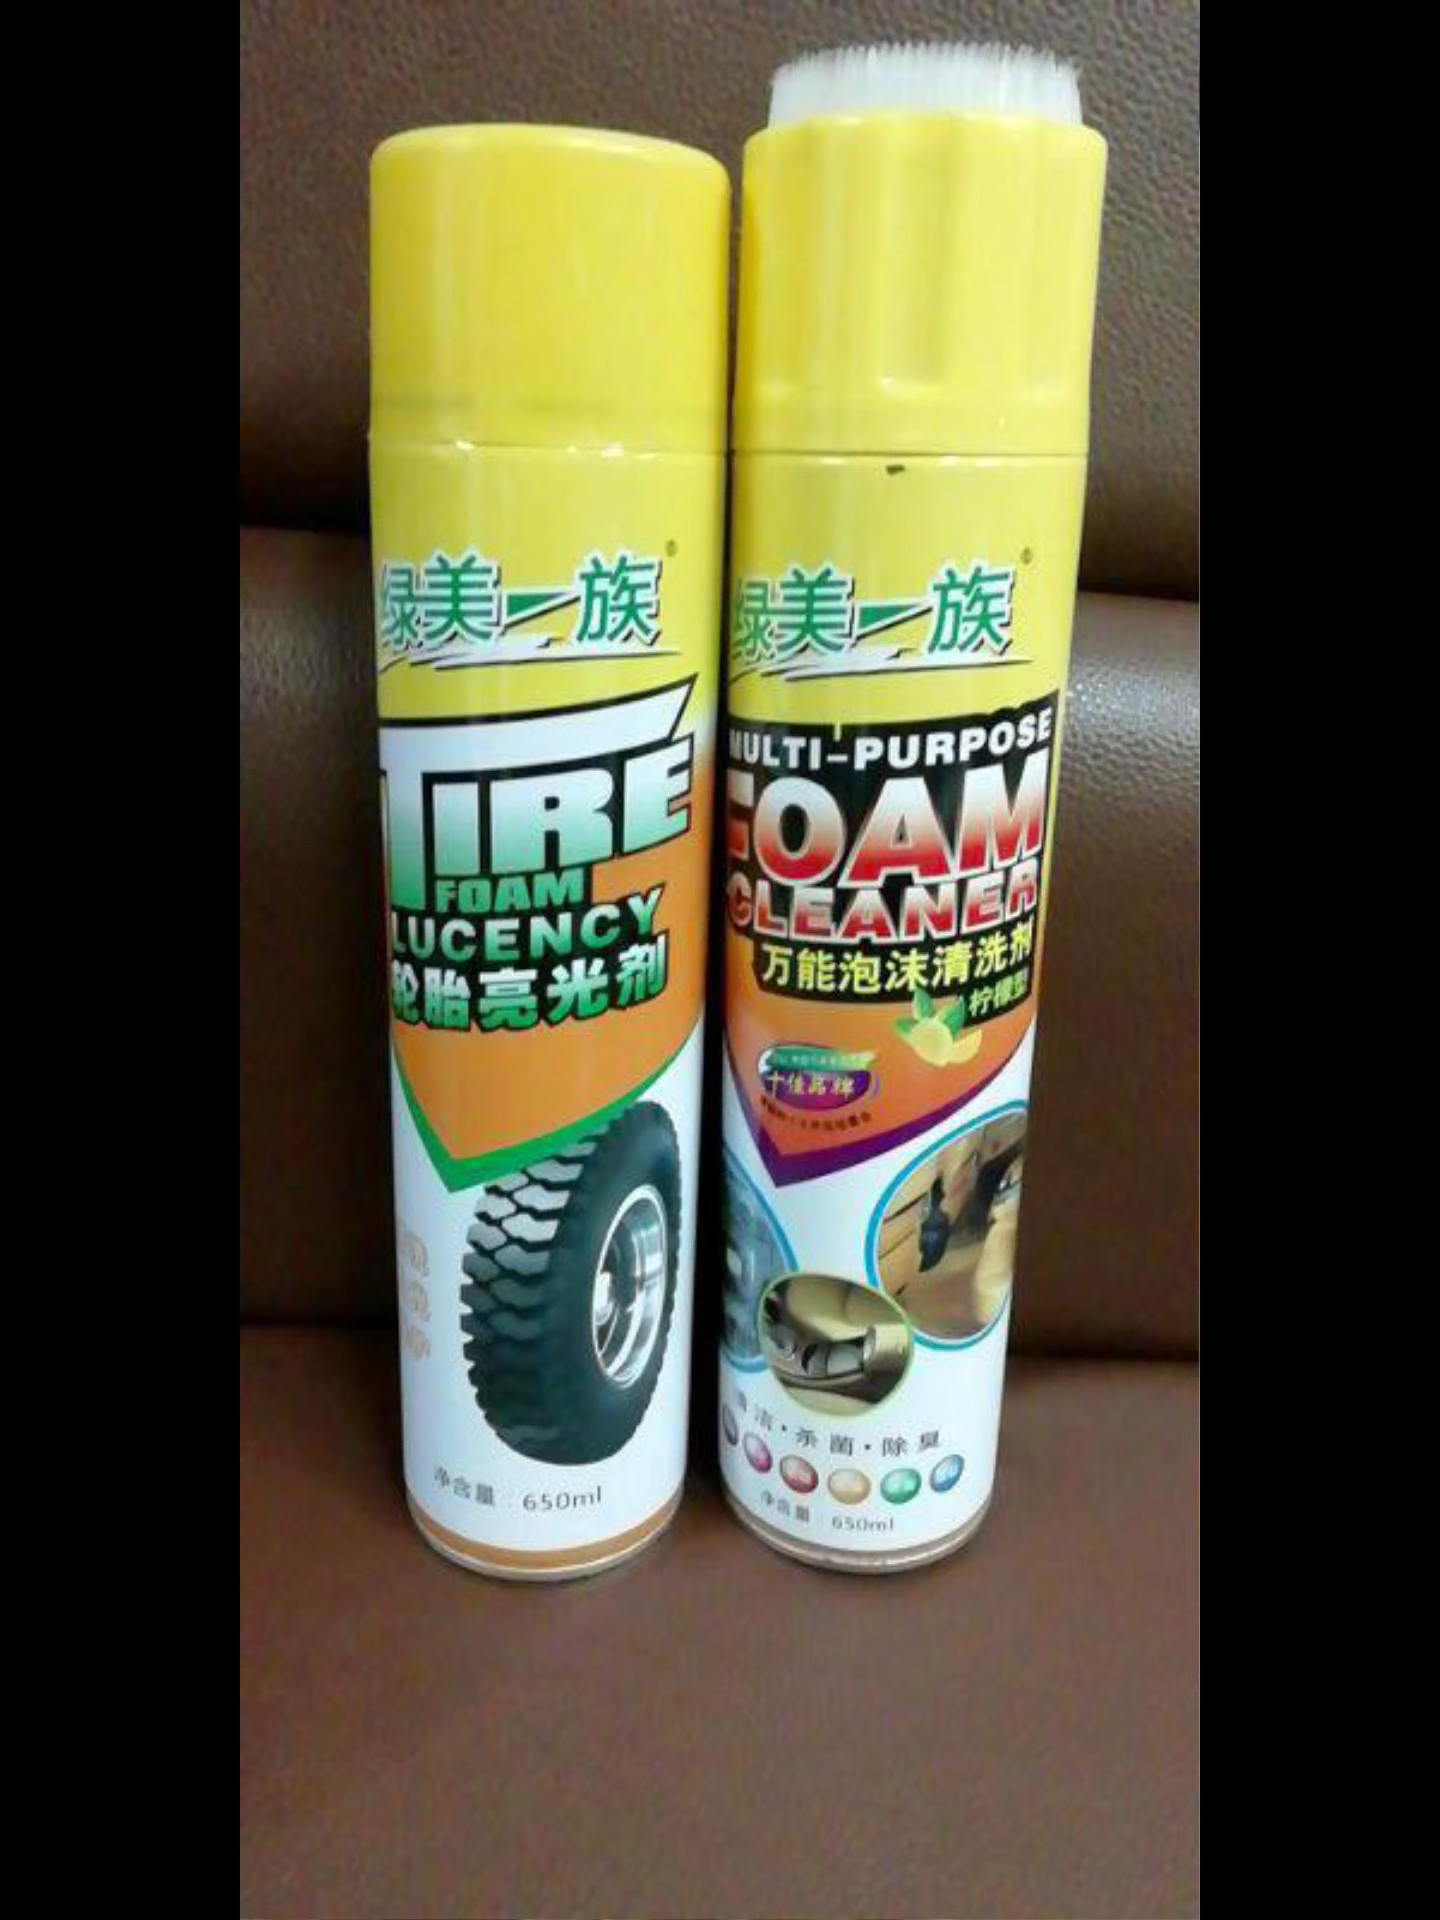 绿美一族®
TIRE
FOAM
LUCENCY
轮胎亮光剂
净含量:650ml
绿美一族®
MULTI-PURPOSE
FOAM
CLEANER
万能泡沫清洗剂
柠檬型
十佳品牌
清洁·杀菌·除臭
净含量:650ml